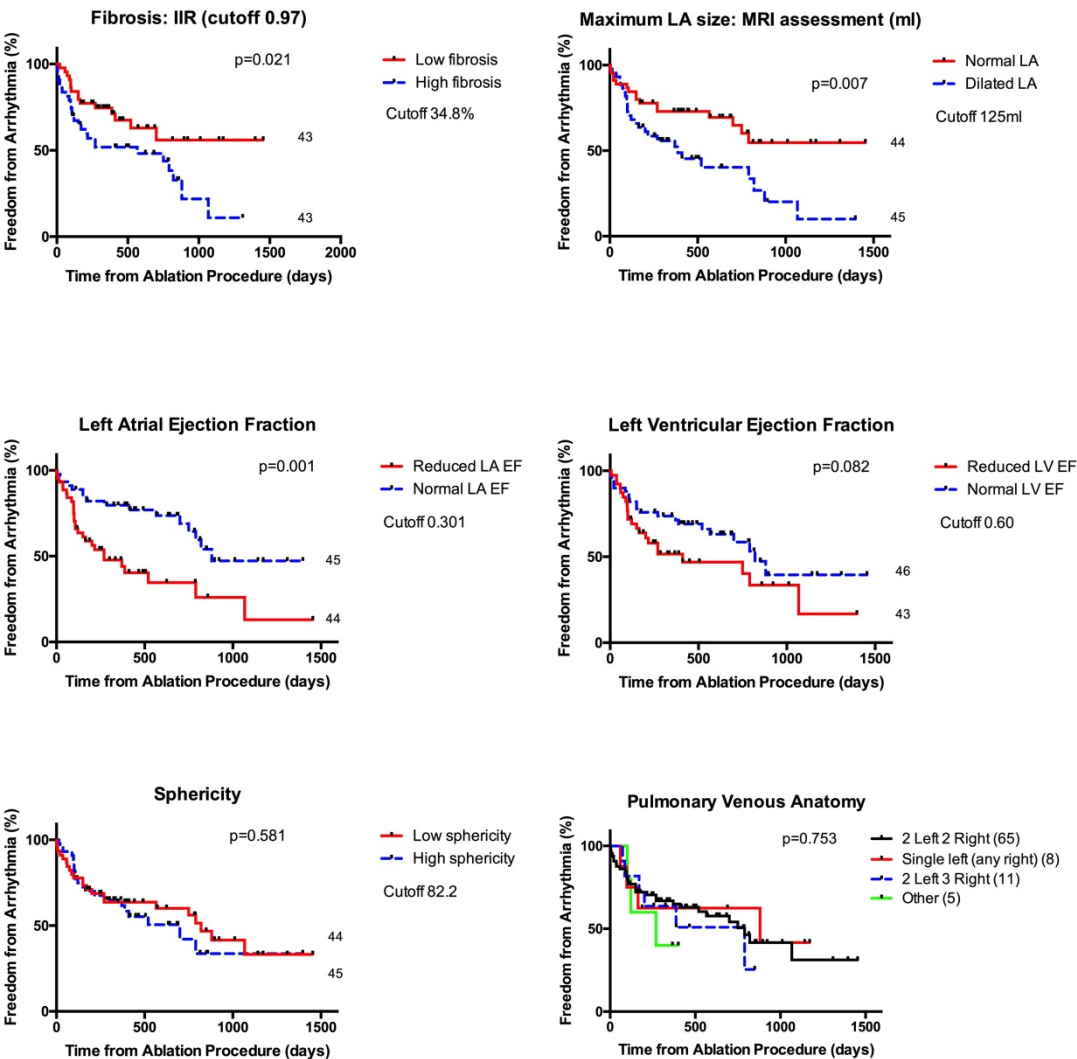 Fibrosis: IIR (cutoff 0.97)
Freedom from Arrhythmia (%)
100
50
0
0 500 1000 1500 2000
Time from Ablation Procedure (days)
p=0.021
Low fibrosis
High fibrosis
Cutoff 34.8%
43
43
Maximum LA size: MRI assessment (ml)
Freedom from Arrhythmia (%)
100
50
0
0 500 1000 1500
Time from Ablation Procedure (days)
p=0.007
Normal LA
Dilated LA
Cutoff 125ml
44
45
Left Atrial Ejection Fraction
Freedom from Arrhythmia (%)
100
50
0
0 500 1000 1500
Time from Ablation Procedure (days)
p=0.001
Reduced LA EF
Normal LA EF
Cutoff 0.301
45
44
Left Ventricular Ejection Fraction
Freedom from Arrhythmia (%)
100
50
0
0 500 1000 1500
Time from Ablation Procedure (days)
p=0.082
Reduced LV EF
Normal LV EF
Cutoff 0.60
46
43
Sphericity
Freedom from Arrhythmia (%)
100
50
0
0 500 1000 1500
Time from Ablation Procedure (days)
p=0.581
Low sphericity
High sphericity
Cutoff 82.2
44
45
Pulmonary Venous Anatomy
Freedom from Arrhythmia (%)
100
50
0
0 500 1000 1500
Time from Ablation Procedure (days)
p=0.753
2 Left 2 Right (65)
Single left (any right) (8)
2 Left 3 Right (11)
Other (5)